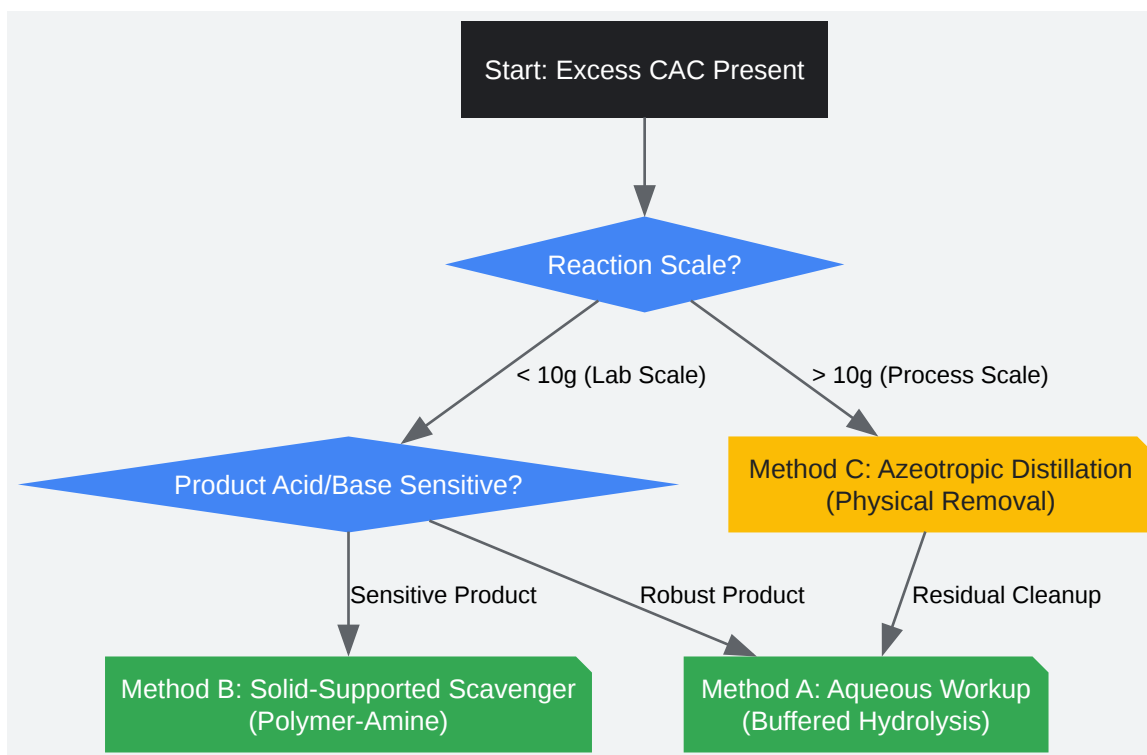 Start: Excess CAC Present
Reaction Scale?
< 10g (Lab Scale)
> 10g (Process Scale)
Product Acid/Base Sensitive?
Method C: Azeotropic Distillation
(Physical Removal)
Sensitive Product
Robust Product
Residual Cleanup
Method B: Solid-Supported Scavenger
(Polymer-Amine)
Method A: Aqueous Workup
(Buffered Hydrolysis)